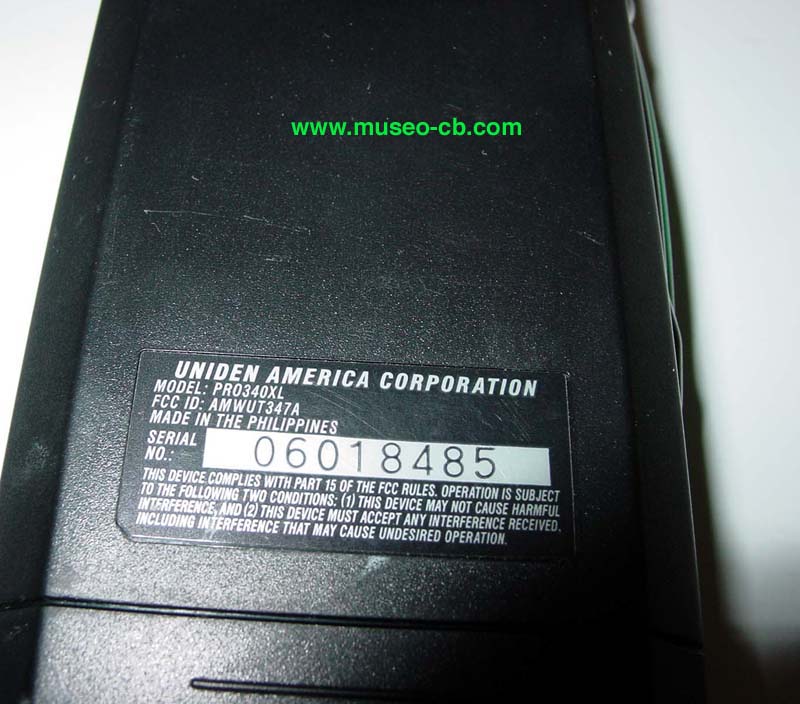 www.museo-cb.com
UNIDEN AMERICA CORPORATION
MODEL: PRO340XL
FCC ID: AMWUT347A
MADE IN THE PHILIPPINES
SERIAL
NO.: 06018485
THIS DEVICE COMPLIES WITH PART 15 OF THE FCC RULES. OPERATION IS SUBJECT
TO THE FOLLOWING TWO CONDITIONS: (1) THIS DEVICE MAY NOT CAUSE HARMFUL
INTERFERENCE, AND (2) THIS DEVICE MUST ACCEPT ANY INTERFERENCE RECEIVED,
INCLUDING INTERFERENCE THAT MAY CAUSE UNDESIRED OPERATION.